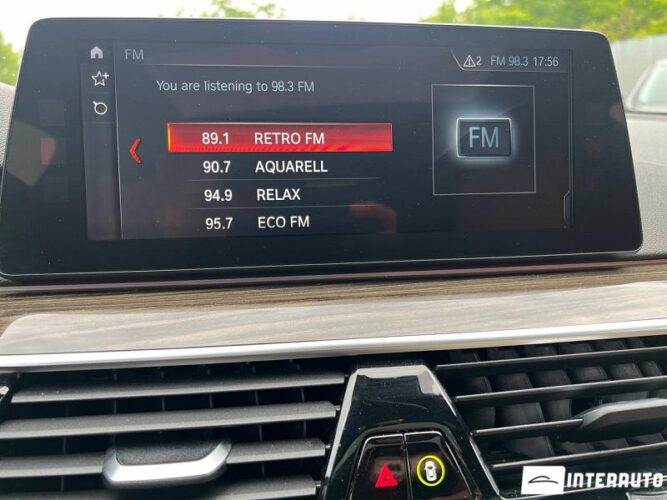 FM
2 FM 98.3 17:56
You are listening to 98.3 FM
89.1 RETRO FM
90.7 AQUARELL
94.9 RELAX
95.7 ECO FM
FM
INTERAUTO